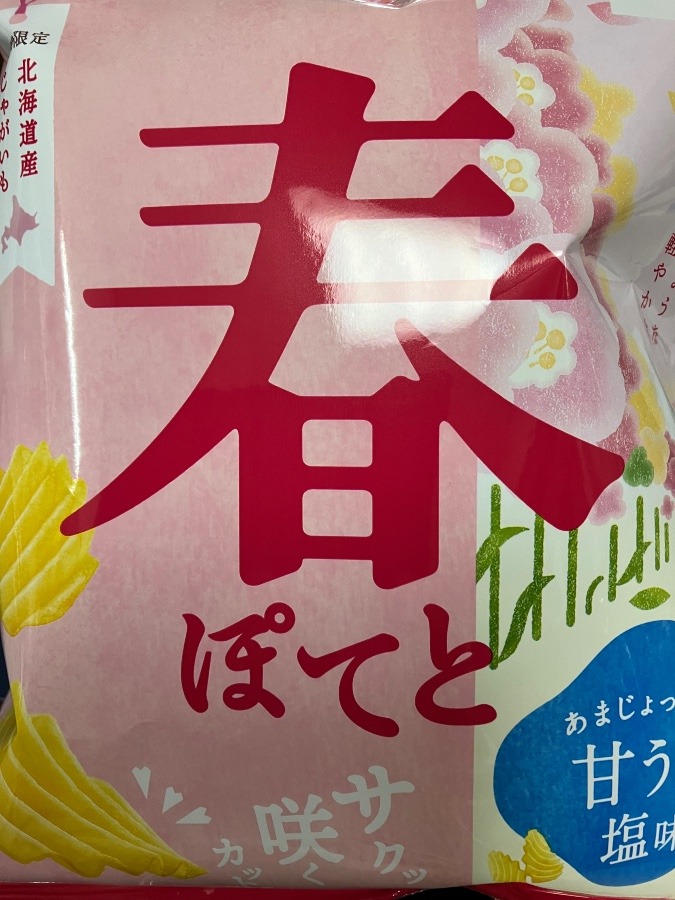 限定
北海道産
じゃがいも
春
ぽてと
あまじょっ
甘う
塩味
サクッ
咲く